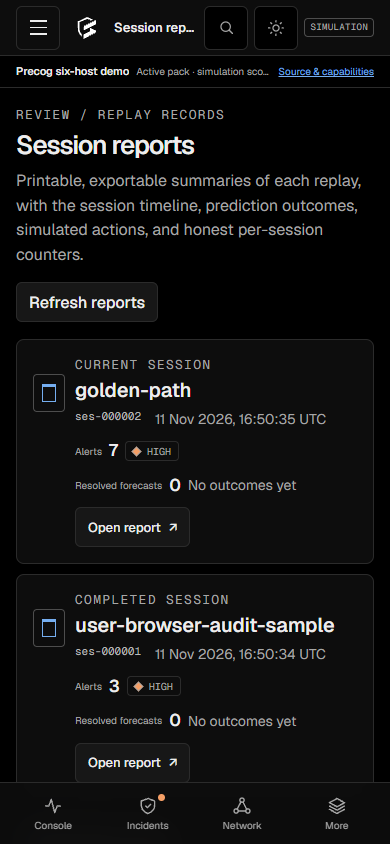 Session rep...
SIMULATION
Precog six-host demo Active pack · simulation sco... Source & capabilities
REVIEW / REPLAY RECORDS
Session reports
Printable, exportable summaries of each replay,
with the session timeline, prediction outcomes,
simulated actions, and honest per-session
counters.
Refresh reports
CURRENT SESSION
golden-path
ses-000002 11 Nov 2026, 16:50:35 UTC
Alerts 7 HIGH
Resolved forecasts 0 No outcomes yet
Open report ↗
COMPLETED SESSION
user-browser-audit-sample
ses-000001 11 Nov 2026, 16:50:34 UTC
Alerts 3 HIGH
Resolved forecasts 0 No outcomes yet
Open report ↗
Console Incidents Network More